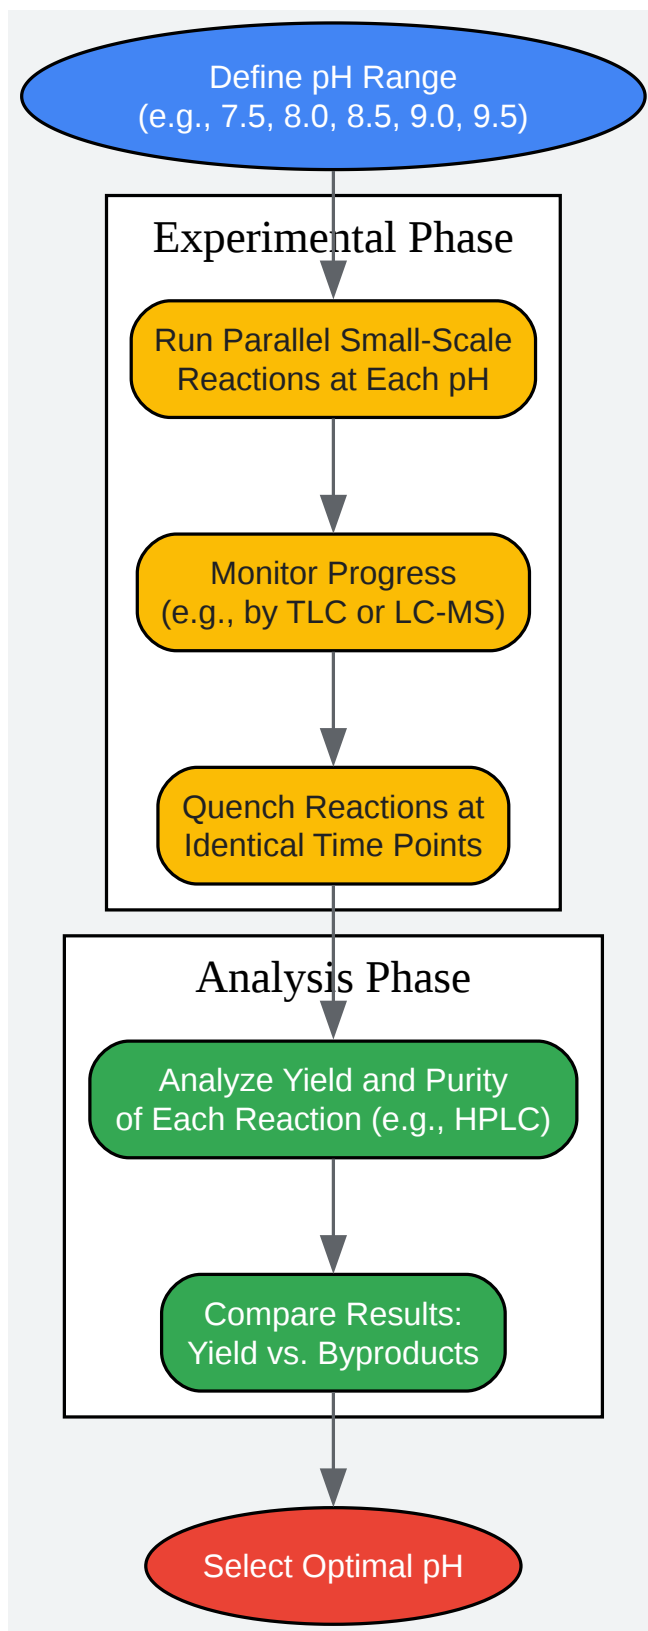 Define pH Range
(e.g., 7.5, 8.0, 8.5, 9.0, 9.5)
Experimental Phase
Run Parallel Small-Scale
Reactions at Each pH
Monitor Progress
(e.g., by TLC or LC-MS)
Quench Reactions at
Identical Time Points
Analysis Phase
Analyze Yield and Purity
of Each Reaction (e.g., HPLC)
Compare Results:
Yield vs. Byproducts
Select Optimal pH